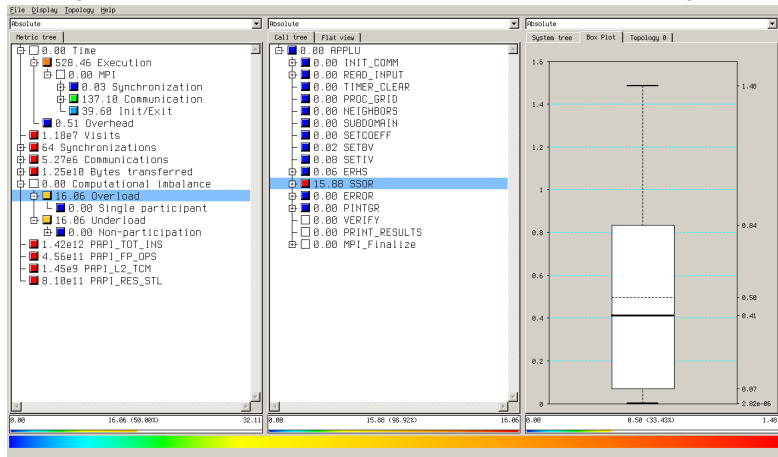 File Display Topology Help
Absolute
Absolute
Absolute
Metric tree
Call tree Flat view
System tree Box Plot Topology 0
0.00 Time
528.46 Execution
0.00 MPI
0.03 Synchronization
137.10 Communication
39.60 Init/Exit
0.51 Overhead
1.18e7 Visits
64 Synchronizations
5.27e6 Communications
1.25e10 Bytes transferred
0.00 Computational imbalance
16.06 Overload
0.00 Single participant
16.06 Underload
0.00 Non-participation
1.42e12 PAPI_TOT_INS
4.56e11 PAPI_FP_OPS
1.45e9 PAPI_L2_TCM
8.10e11 PAPI_RES_STL
0.00 APPLU
0.00 INIT_COMM
0.00 READ_INPUT
0.00 TIMER_CLEAR
0.00 PROC_GRID
0.00 NEIGHBORS
0.00 SUBDOMAIN
0.00 SETCOEFF
0.02 SETBV
0.08 SETIV
0.06 ERHS
15.88 SSOR
0.00 ERROR
0.00 PINTGR
0.00 VERIFY
0.00 PRINT_RESULTS
0.00 MPI_Finalize
1.6
1.4
1.2
1
0.8
0.6
0.4
0.2
0
1.48
0.84
0.50
0.41
0.07
2.82e-06
0.00 16.06 (50.00%) 32.11
0.00 15.88 (98.92%) 16.06
0.00 0.50 (33.43%) 1.48